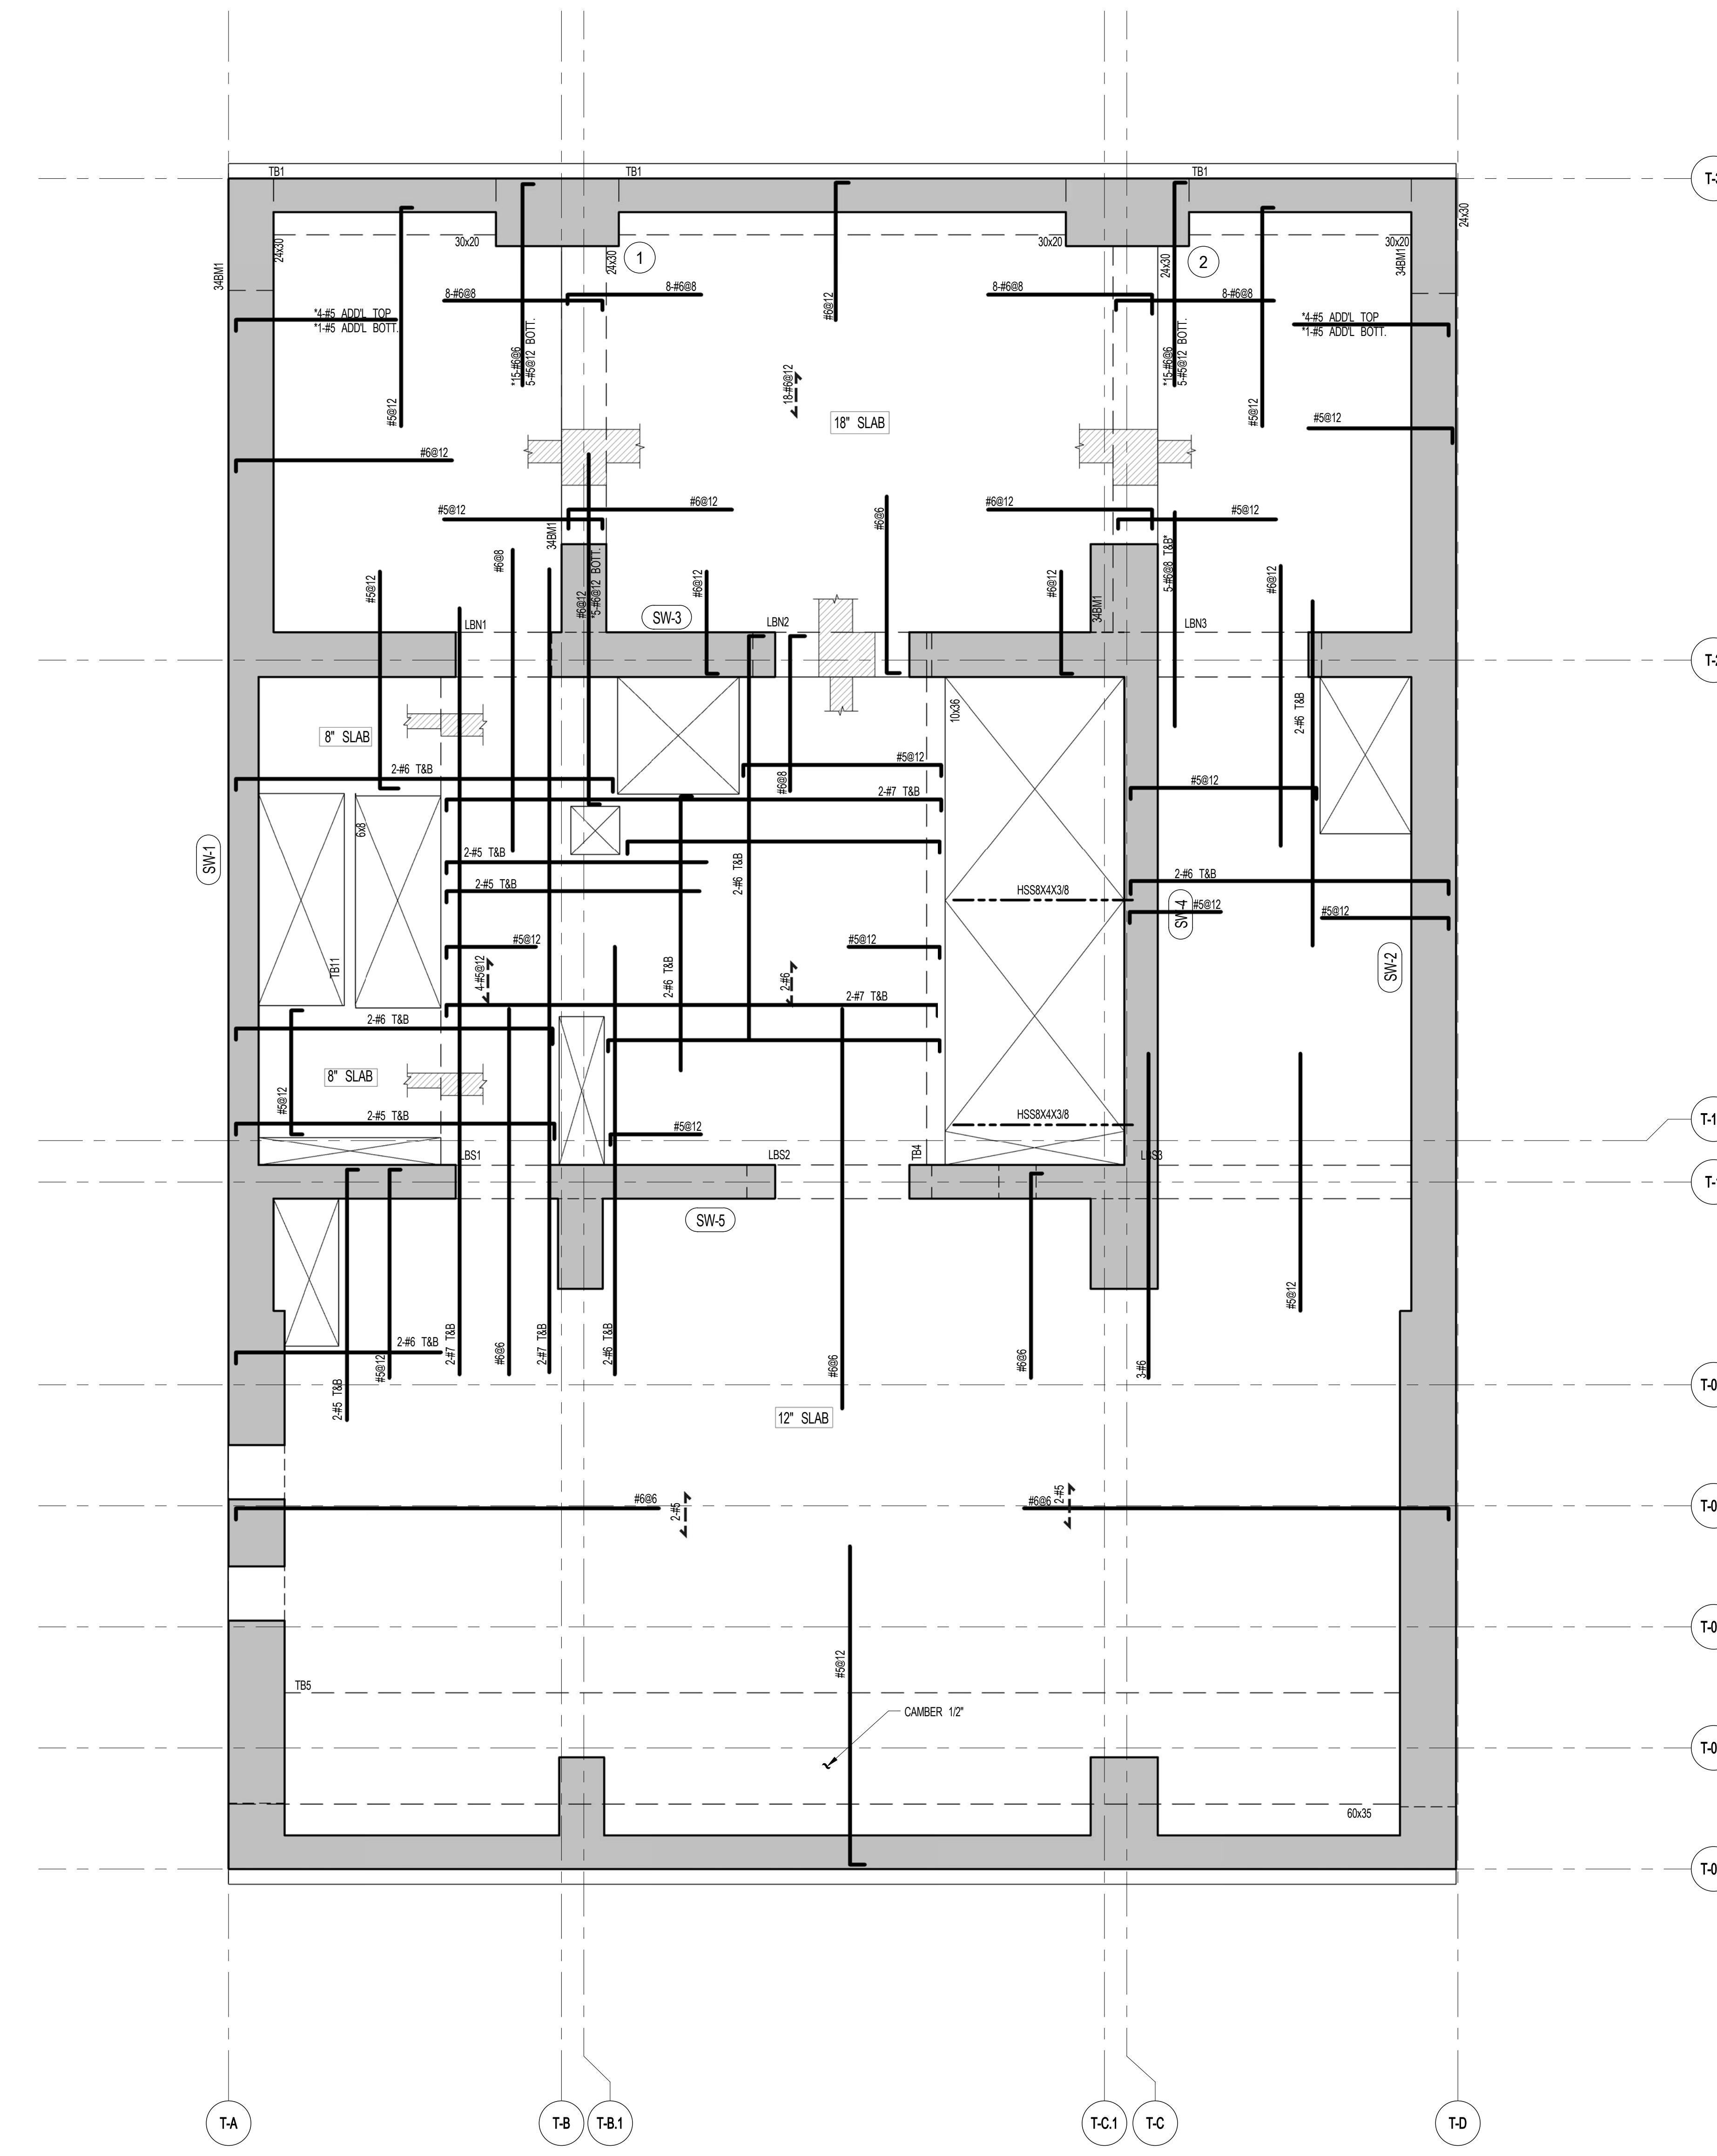 TB1
TB1
TB1
T-3
24x30
34BM1
24x30
30x20
24x30
1
30x20
24x30
2
30x20
34BM1
8-#6@8
8-#6@8
8-#6@8
8-#6@8
#6@12
*4-#5 ADD'L TOP
*1-#5 ADD'L BOTT.
*4-#5 ADD'L TOP
*1-#5 ADD'L BOTT.
*15-#6@6
5-#5@12 BOTT.
*15-#6@6
5-#5@12 BOTT.
18-#6@12
#5@12
18" SLAB
#5@12
#5@12
#6@12
#5@12
34BM1
#6@12
#6@6
#6@12
#5@12
#6@8
#5@12
#6@12
*5-#6@12 BOTT.
#6@12
#6@12
34BM1
5-#6@8 T&B*
#6@12
SW-3
LBN1
LBN2
LBN3
T-2
10x36
2-#6 T&B
8" SLAB
2-#6 T&B
#6@8
#5@12
#5@12
2-#7 T&B
6x8
SW-1
2-#5 T&B
2-#5 T&B
2-#6 T&B
HSS8X4X3/8
2-#6 T&B
SW-4
#5@12
#5@12
SW-2
#5@12
#5@12
TB11
4-#5@12
2-#6 T&B
2-#6
2-#7 T&B
2-#6 T&B
8" SLAB
#5@12
2-#5 T&B
#5@12
HSS8X4X3/8
T-1
LBS1
LBS2
TB4
LBS3
SW-5
#5@12
2-#6 T&B
2-#5 T&B
#5@12
2-#7 T&B
#6@6
2-#7 T&B
2-#6 T&B
#6@6
#6@6
3-#6
T-0
12" SLAB
#6@6
2-#5
#6@6
2-#5
T-0
#5@12
T-0
TB5
CAMBER 1/2"
T-0
60x35
T-0
T-A
T-B
T-B.1
T-C.1
T-C
T-D